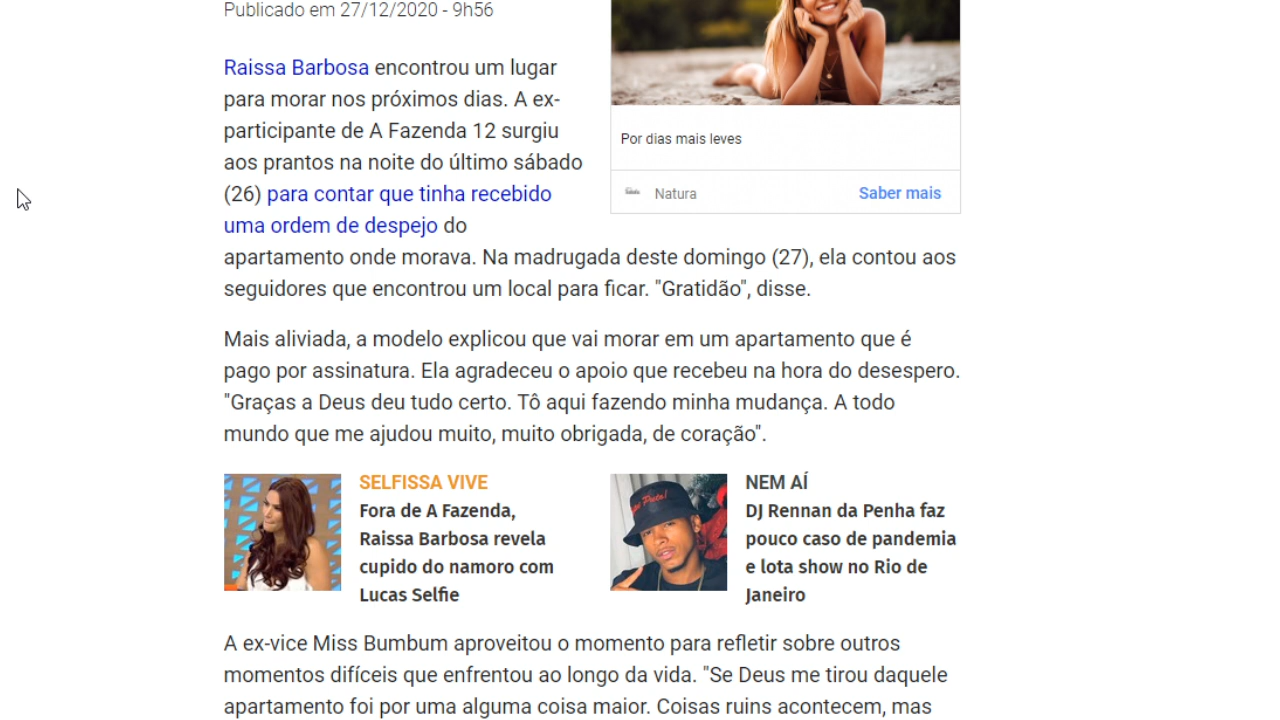 Publicado em 27/12/2020 - 9h56
Raissa Barbosa encontrou um lugar
para morar nos próximos dias. A ex-
participante de A Fazenda 12 surgiu
aos prantos na noite do último sábado
(26) para contar que tinha recebido
uma ordem de despejo do
apartamento onde morava. Na madrugada deste domingo (27), ela contou aos
seguidores que encontrou um local para ficar. "Gratidão", disse.
Por dias mais leves
Natura
Saber mais
Mais aliviada, a modelo explicou que vai morar em um apartamento que é
pago por assinatura. Ela agradeceu o apoio que recebeu na hora do desespero.
"Graças a Deus deu tudo certo. Tô aqui fazendo minha mudança. A todo
mundo que me ajudou muito, muito obrigada, de coração".
SELFISSA VIVE
Fora de A Fazenda,
Raissa Barbosa revela
cupido do namoro com
Lucas Selfie
NEM AÍ
DJ Rennan da Penha faz
pouco caso de pandemia
e lota show no Rio de
Janeiro
A ex-vice Miss Bumbum aproveitou o momento para refletir sobre outros
momentos difíceis que enfrentou ao longo da vida. "Se Deus me tirou daquele
apartamento foi por uma alguma coisa maior. Coisas ruins acontecem, mas